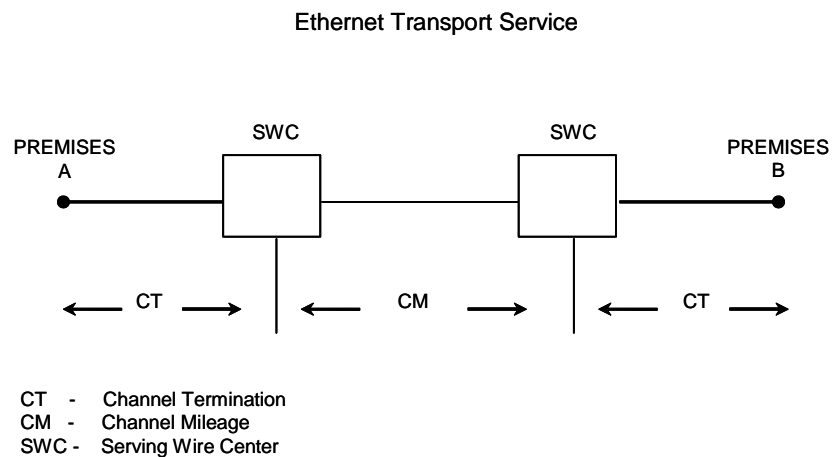 Ethernet Transport Service
SWC SWC
PREMISES PREMISES
A B
CT CM CT
CT - Channel Termination
CM - Channel Mileage
SWC - Serving Wire Center